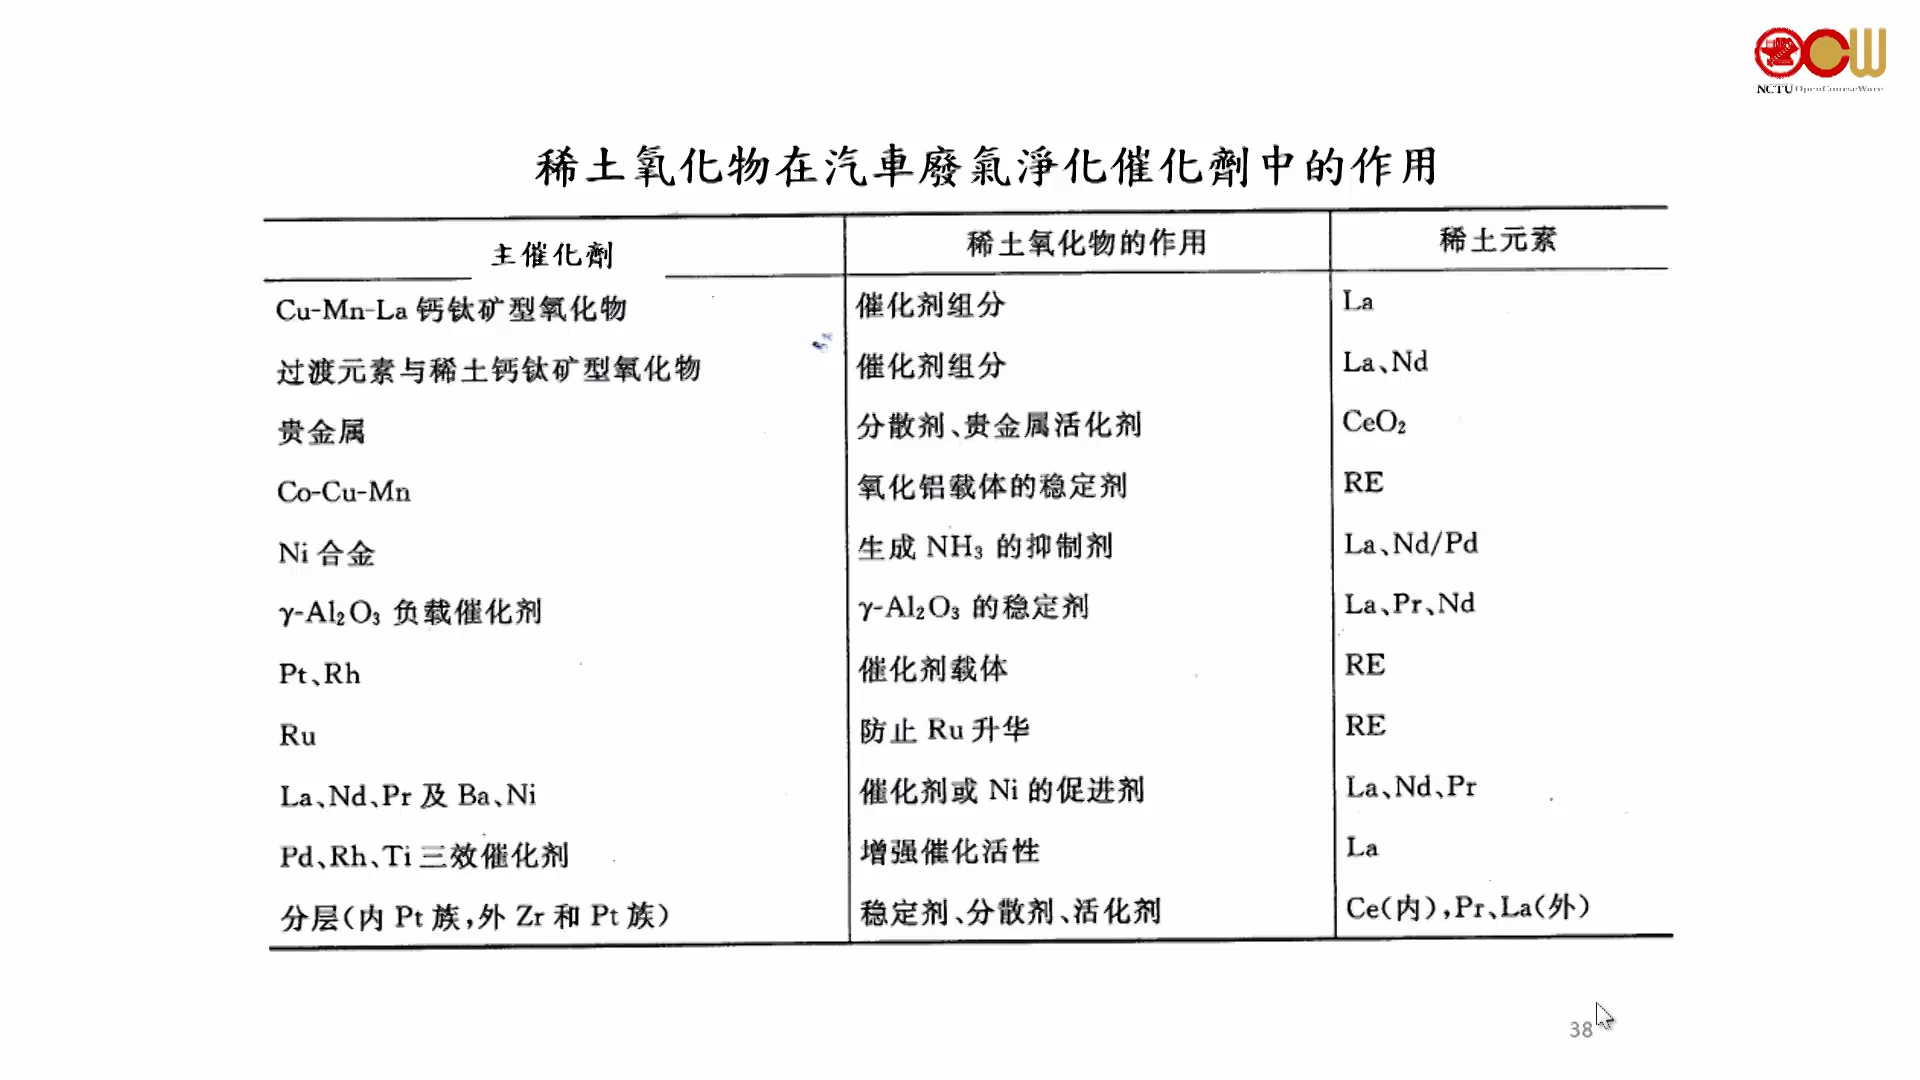 NCTU OpenCourseWare
稀土氧化物在汽車廢氣淨化催化劑中的作用
主催化劑 稀土氧化物的作用 稀土元素
Cu-Mn-La 钙钛矿型氧化物 催化剂组分 La
过渡元素与稀土钙钛矿型氧化物 催化剂组分 La、Nd
贵金属 分散剂、贵金属活化剂 CeO₂
Co-Cu-Mn 氧化铝载体的稳定剂 RE
Ni 合金 生成 NH₃ 的抑制剂 La、Nd/Pd
γ-Al₂O₃ 负载催化剂 γ-Al₂O₃ 的稳定剂 La、Pr、Nd
Pt、Rh 催化剂载体 RE
Ru 防止 Ru 升华 RE
La、Nd、Pr 及 Ba、Ni 催化剂或 Ni 的促进剂 La、Nd、Pr
Pd、Rh、Ti 三效催化剂 增强催化活性 La
分层(内 Pt 族,外 Zr 和 Pt 族) 稳定剂、分散剂、活化剂 Ce(内),Pr、La(外)
38